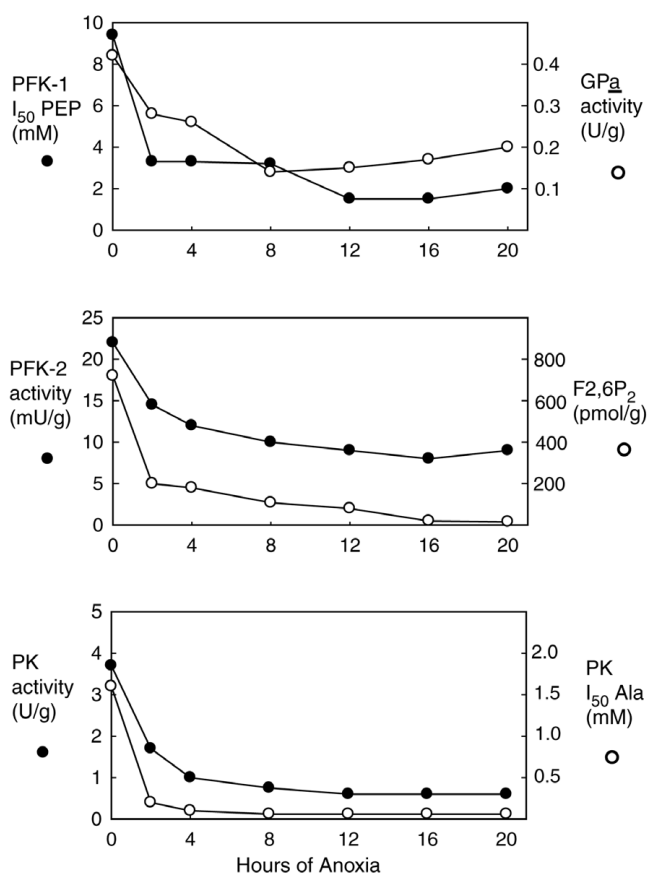 PFK-1
I50 PEP
(mM)
10
8
6
4
2
0
0.4
0.3
0.2
0.1
GPa
activity
(U/g)
0 4 8 12 16 20
PFK-2
activity
(mU/g)
25
20
15
10
5
0
800
600
400
200
F2,6P2
(pmol/g)
0 4 8 12 16 20
PK
activity
(U/g)
5
4
3
2
1
0
2.0
1.5
1.0
0.5
PK
I50 Ala
(mM)
0 4 8 12 16 20
Hours of Anoxia